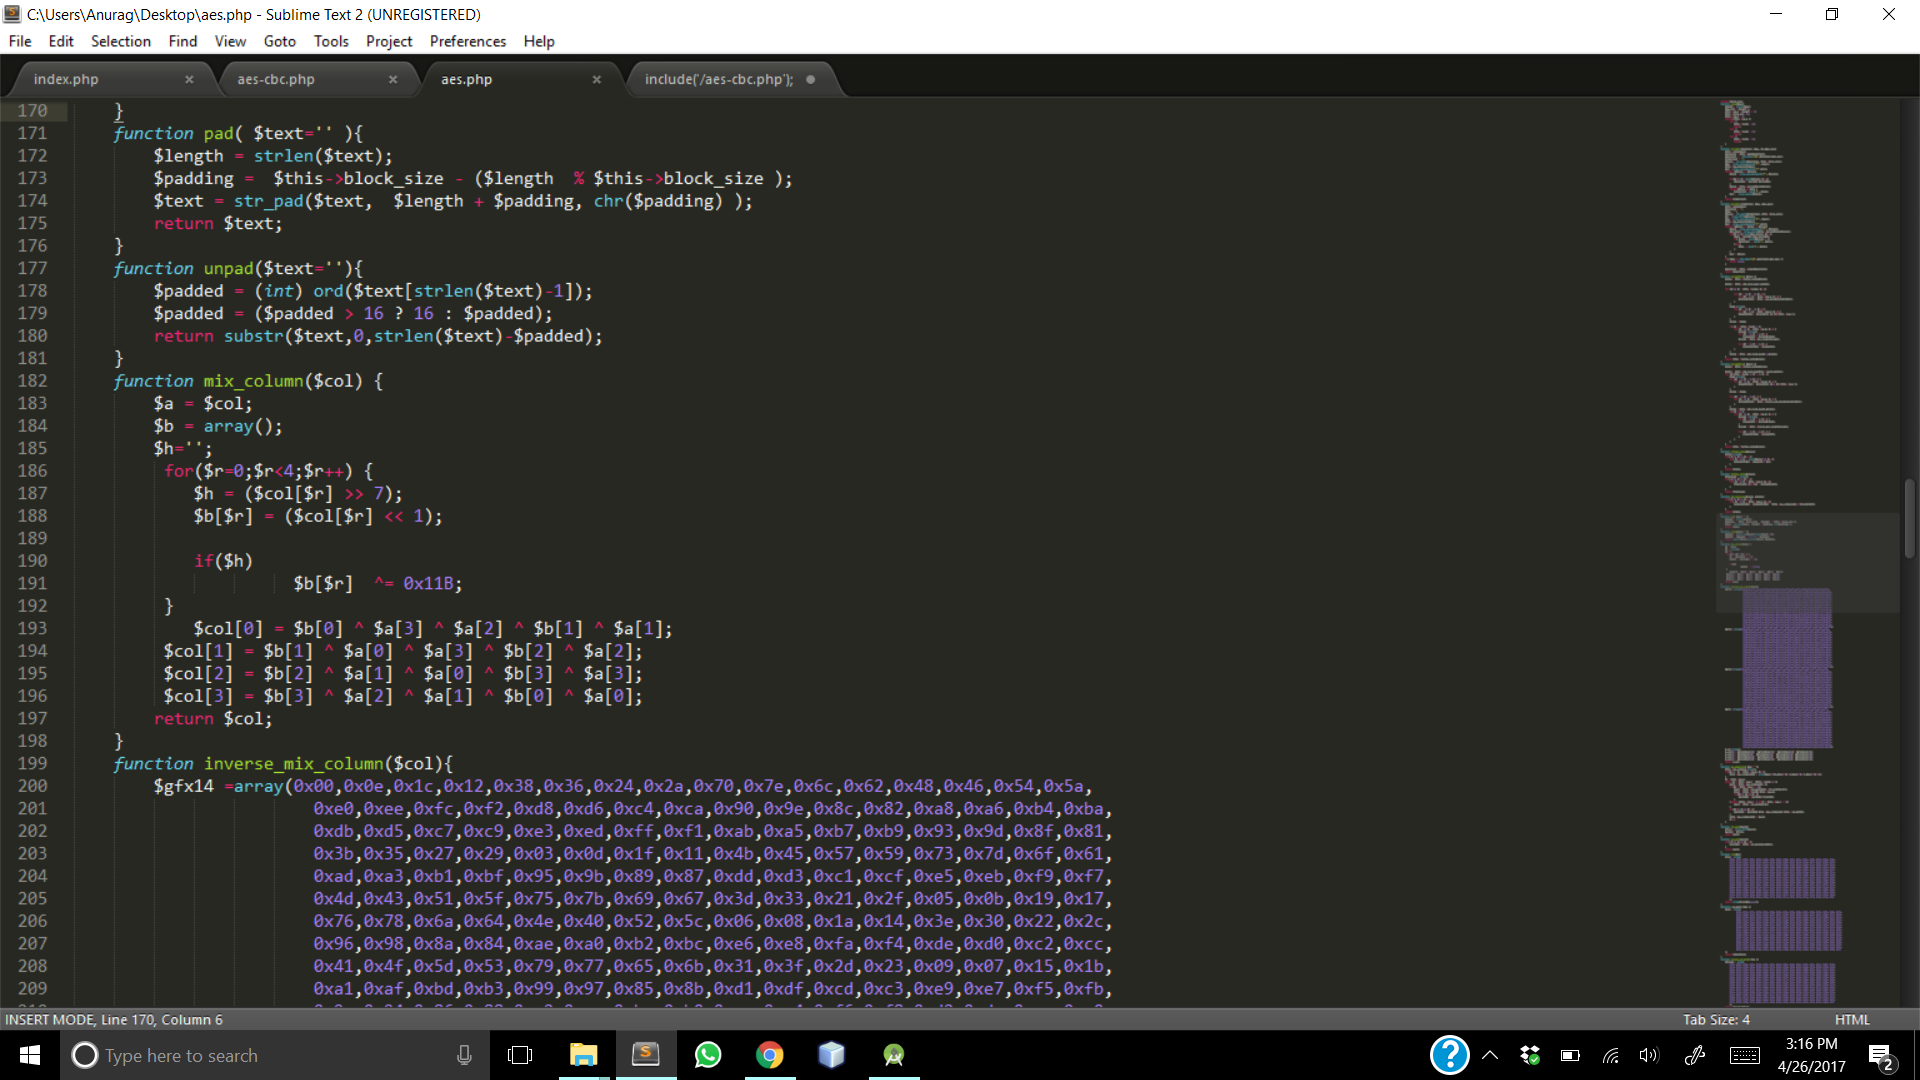 C:\Users\Anurag\Desktop\aes.php - Sublime Text 2 (UNREGISTERED)
File Edit Selection Find View Goto Tools Project Preferences Help
index.php × aes-cbc.php × aes.php × include('/aes-cbc.php');
170 }
171 function pad( $text='' ){
172 $length = strlen($text);
173 $padding =  $this->block_size - ($length  % $this->block_size );
174 $text = str_pad($text,  $length + $padding, chr($padding) );
175 return $text;
176 }
177 function unpad($text=''){
178 $padded = (int) ord($text[strlen($text)-1]);
179 $padded = ($padded > 16 ? 16 : $padded);
180 return substr($text,0,strlen($text)-$padded);
181 }
182 function mix_column($col) {
183 $a = $col;
184 $b = array();
185 $h='';
186 for($r=0;$r<4;$r++) {
187 $h = ($col[$r] >> 7);
188 $b[$r] = ($col[$r] << 1);
189
190 if($h)
191 $b[$r]  ^= 0x11B;
192 }
193 $col[0] = $b[0] ^ $a[3] ^ $a[2] ^ $b[1] ^ $a[1];
194 $col[1] = $b[1] ^ $a[0] ^ $a[3] ^ $b[2] ^ $a[2];
195 $col[2] = $b[2] ^ $a[1] ^ $a[0] ^ $b[3] ^ $a[3];
196 $col[3] = $b[3] ^ $a[2] ^ $a[1] ^ $b[0] ^ $a[0];
197 return $col;
198 }
199 function inverse_mix_column($col){
200 $gfx14 =array(0x00,0x0e,0x1c,0x12,0x38,0x36,0x24,0x2a,0x70,0x7e,0x6c,0x62,0x48,0x46,0x54,0x5a,
201 0xe0,0xee,0xfc,0xf2,0xd8,0xd6,0xc4,0xca,0x90,0x9e,0x8c,0x82,0xa8,0xa6,0xb4,0xba,
202 0xdb,0xd5,0xc7,0xc9,0xe3,0xed,0xff,0xf1,0xab,0xa5,0xb7,0xb9,0x93,0x9d,0x8f,0x81,
203 0x3b,0x35,0x27,0x29,0x03,0x0d,0x1f,0x11,0x4b,0x45,0x57,0x59,0x73,0x7d,0x6f,0x61,
204 0xad,0xa3,0xb1,0xbf,0x95,0x9b,0x89,0x87,0xdd,0xd3,0xc1,0xcf,0xe5,0xeb,0xf9,0xf7,
205 0x4d,0x43,0x51,0x5f,0x75,0x7b,0x69,0x67,0x3d,0x33,0x21,0x2f,0x05,0x0b,0x19,0x17,
206 0x76,0x78,0x6a,0x64,0x4e,0x40,0x52,0x5c,0x06,0x08,0x1a,0x14,0x3e,0x30,0x22,0x2c,
207 0x96,0x98,0x8a,0x84,0xae,0xa0,0xb2,0xbc,0xe6,0xe8,0xfa,0xf4,0xde,0xd0,0xc2,0xcc,
208 0x41,0x4f,0x5d,0x53,0x79,0x77,0x65,0x6b,0x31,0x3f,0x2d,0x23,0x09,0x07,0x15,0x1b,
209 0xa1,0xaf,0xbd,0xb3,0x99,0x97,0x85,0x8b,0xd1,0xdf,0xcd,0xc3,0xe9,0xe7,0xf5,0xfb,
INSERT MODE, Line 170, Column 6 Tab Size: 4 HTML
Type here to search
3:16 PM
4/26/2017
2